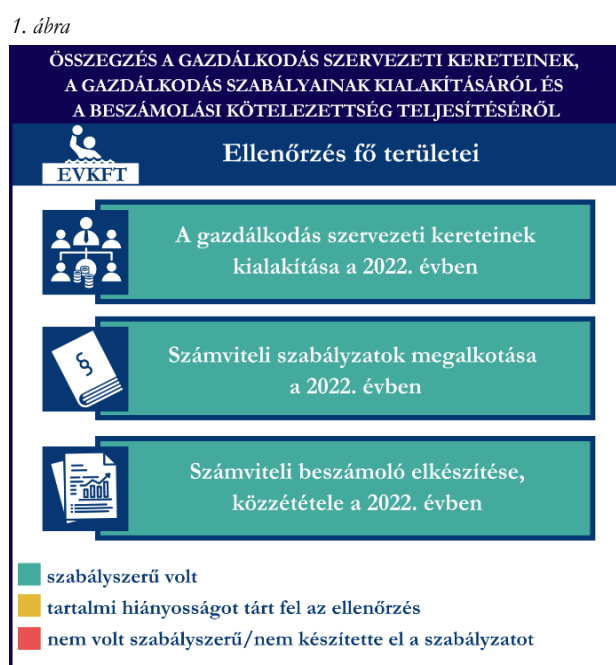 1. ábra
ÖSSZEGZÉS A GAZDÁLKODÁS SZERVEZETI KERETEINEK,
A GAZDÁLKODÁS SZABÁLYAINAK KIALAKÍTÁSÁRÓL ÉS
A BESZÁMOLÁSI KÖTELEZETTSÉG TELJESÍTÉSÉRŐL
EVKFT
Ellenőrzés fő területei
A gazdálkodás szervezeti kereteinek
kialakítása a 2022. évben
§
Számviteli szabályzatok megalkotása
a 2022. évben
Számviteli beszámoló elkészítése,
közzététele a 2022. évben
szabályszerű volt
tartalmi hiányosságot tárt fel az ellenőrzés
nem volt szabályszerű/nem készítette el a szabályzatot